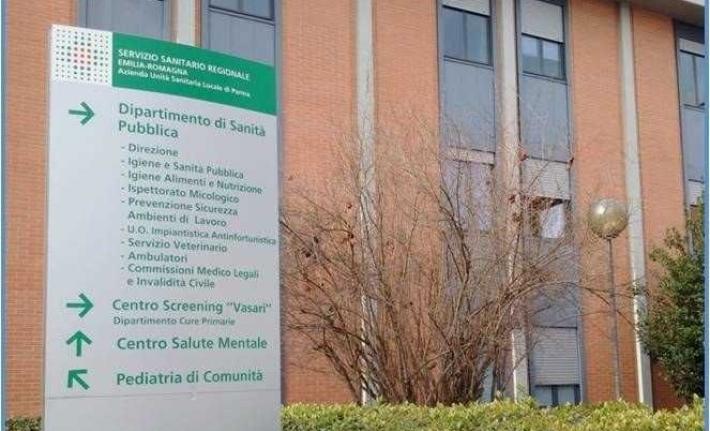 SERVIZIO SANITARIO REGIONALE
EMILIA-ROMAGNA
Azienda Unità Sanitaria Locale di Parma
Dipartimento di Sanità
Pubblica
- Direzione
- Igiene e Sanità Pubblica
- Igiene Alimenti e Nutrizione
- Ispettorato Micologico
- Prevenzione Sicurezza
Ambienti di Lavoro
- U.O. Impiantistica Antinfortunistica
- Servizio Veterinario
- Ambulatori
- Commissioni Medico Legali
e Invalidità Civile
Centro Screening "Vasari"
Dipartimento Cure Primarie
Centro Salute Mentale
Pediatria di Comunità